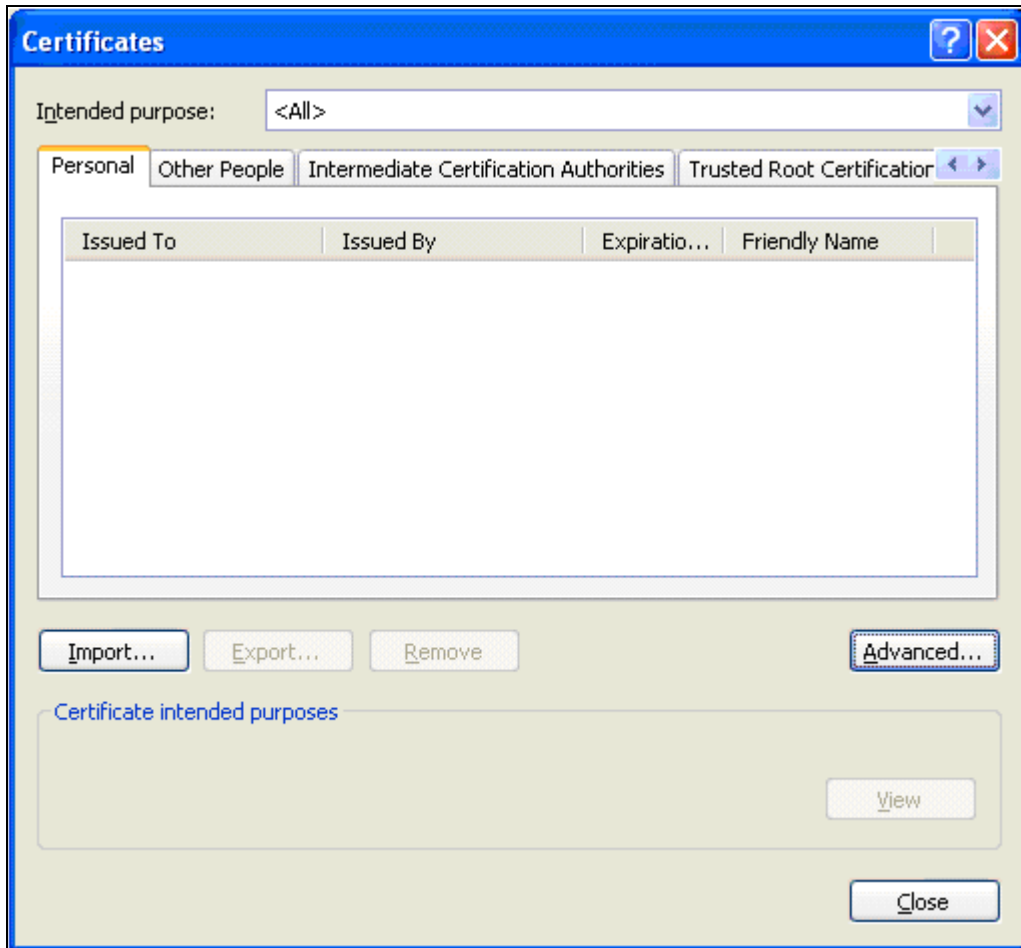 Certificates
Intended purpose: <All>
Personal Other People Intermediate Certification Authorities Trusted Root Certification
Issued To Issued By Expiratio... Friendly Name
Import... Export... Remove Advanced...
Certificate intended purposes
View
Close